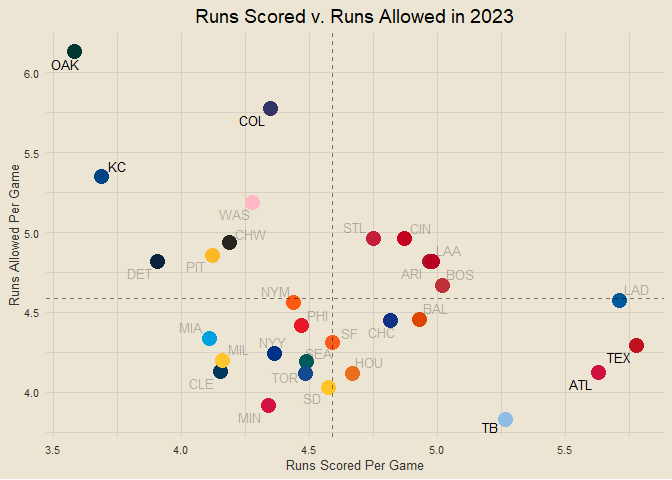 Runs Scored v. Runs Allowed in 2023
6.0
OAK
COL
5.5
KC
WAS
5.0
CHW
STL
CIN
LAA
DET
PIT
ARI
BOS
NYM
LAD
4.5
PHI
BAL
MIA
SF
CHC
MIL
NYY
SEA
HOU
TEX
4.0
CLE
TOR
SD
ATL
MIN
TB
3.5
4.0
4.5
5.0
5.5
Runs Scored Per Game
Runs Allowed Per Game